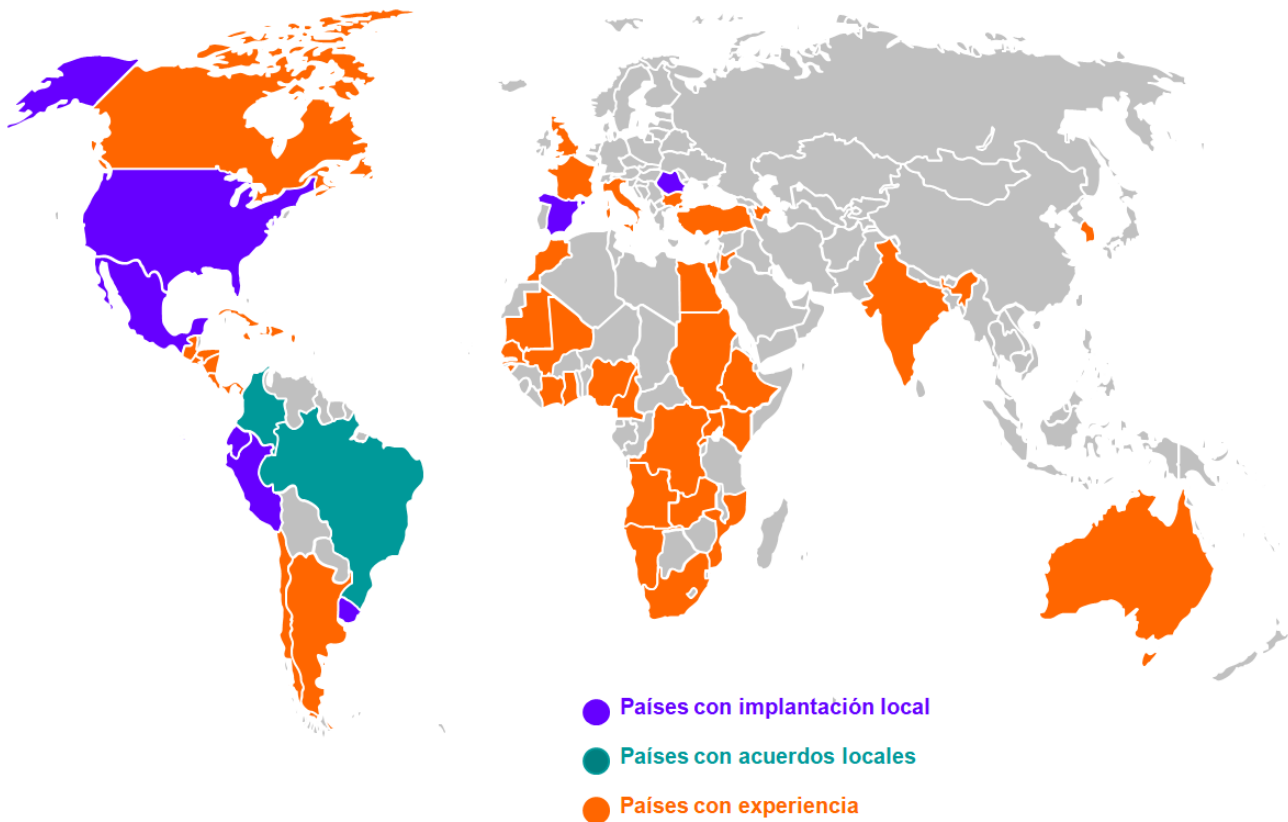 Países con implantación local
Países con acuerdos locales
Países con experiencia